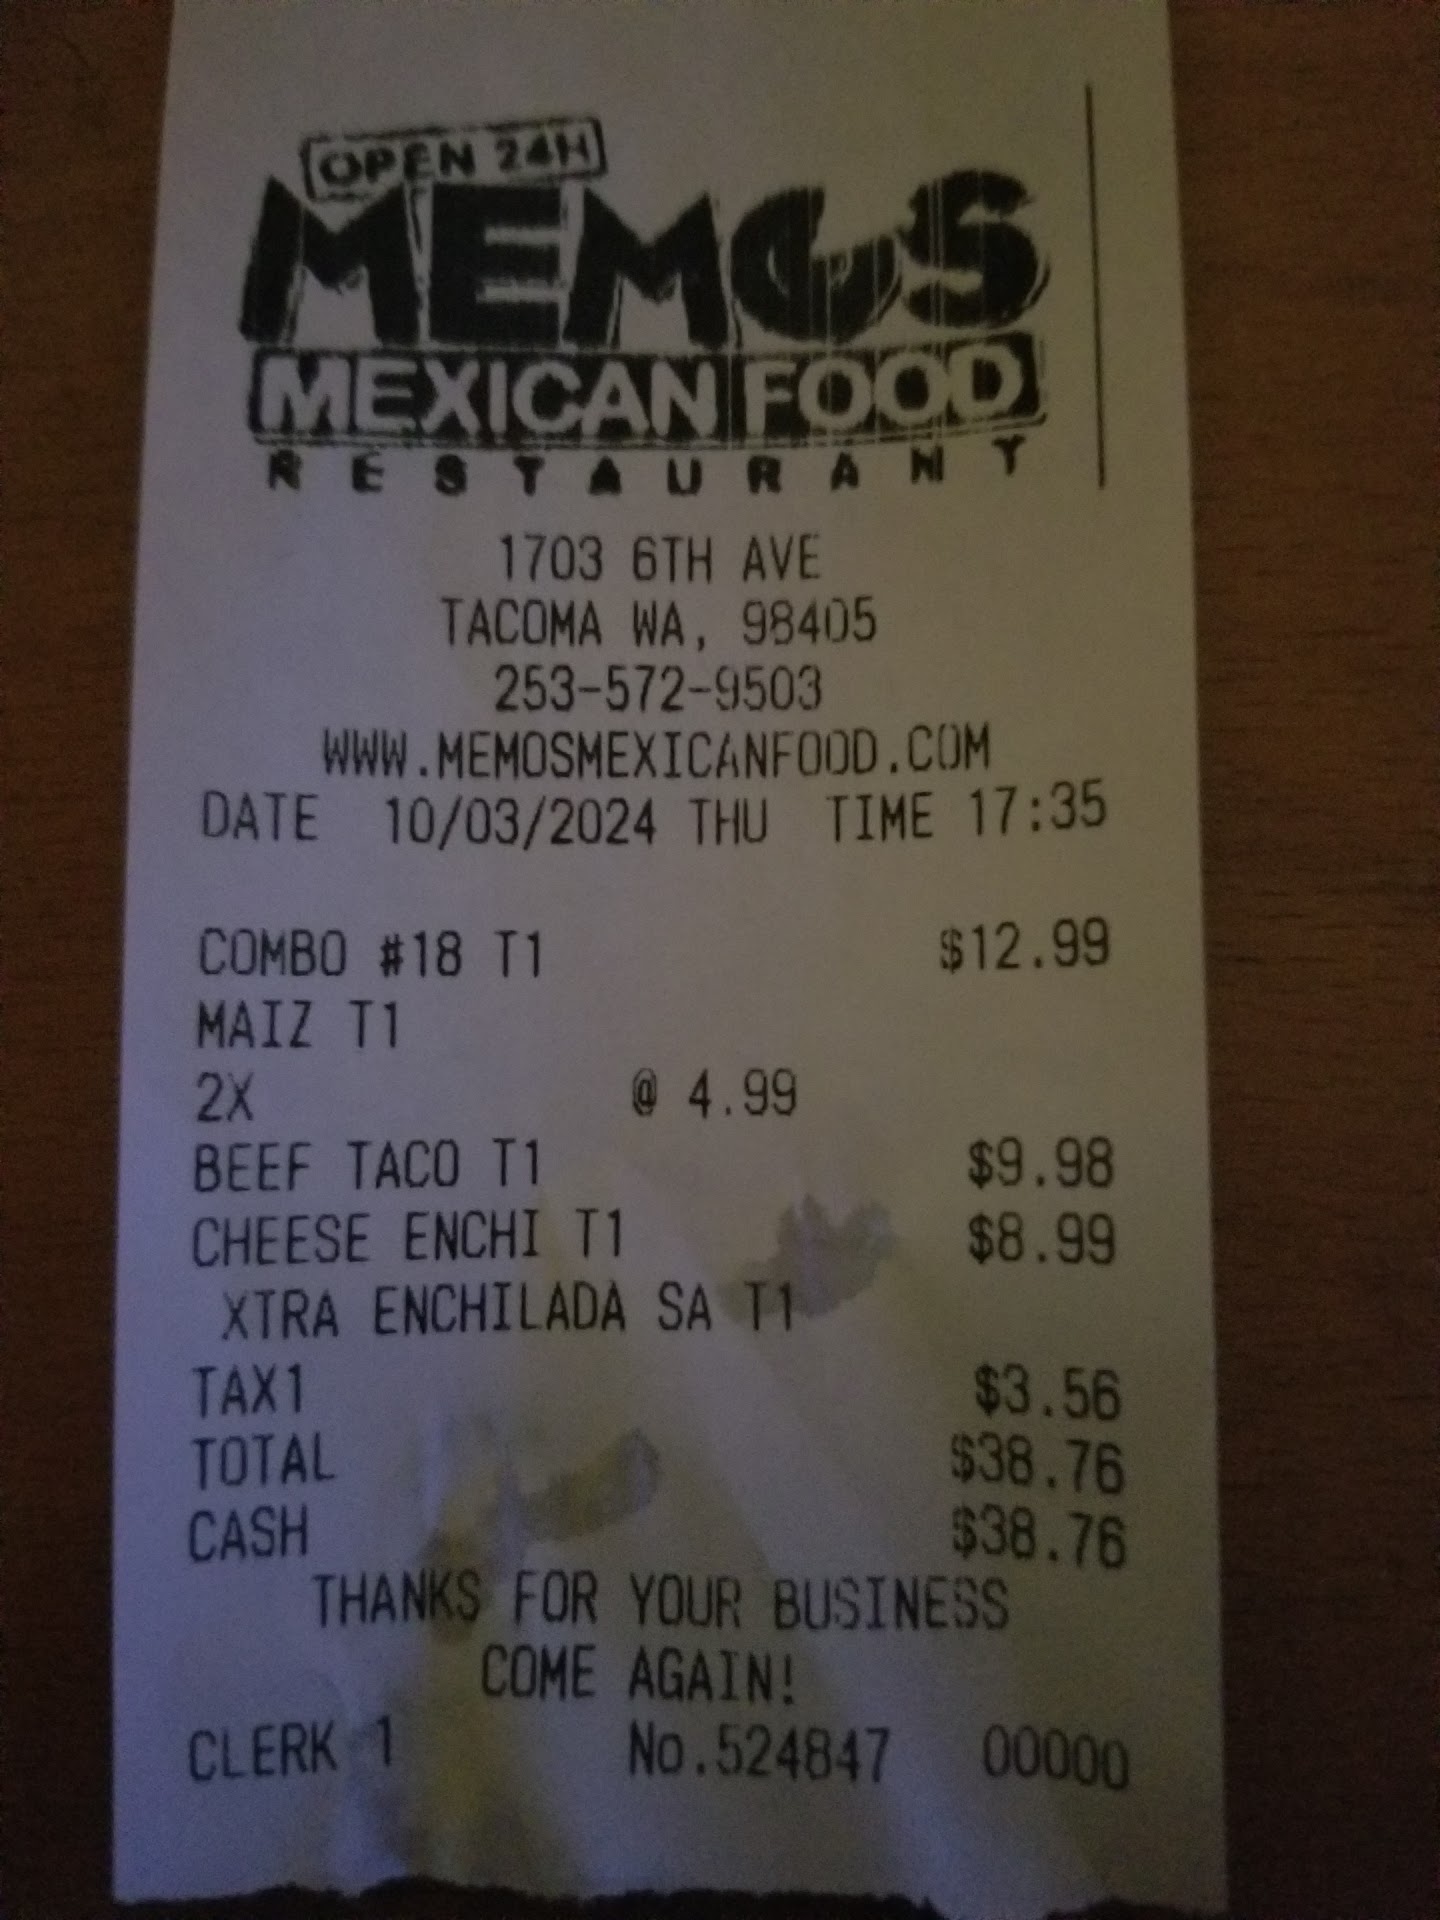 OPEN 24H
MEMOS
MEXICAN FOOD
RESTAURANT
1703 6TH AVE
TACOMA WA, 98405
253-572-9503
WWW.MEMOSMEXICANFOOD.COM
DATE 10/03/2024 THU TIME 17:35
COMBO #18 T1 $12.99
MAIZ T1
2X @ 4.99
BEEF TACO T1 $9.98
CHEESE ENCHI T1 $8.99
XTRA ENCHILADA SA T1
TAX1 $3.56
TOTAL $38.76
CASH $38.76
THANKS FOR YOUR BUSINESS
COME AGAIN!
CLERK 1 No.524847 00000